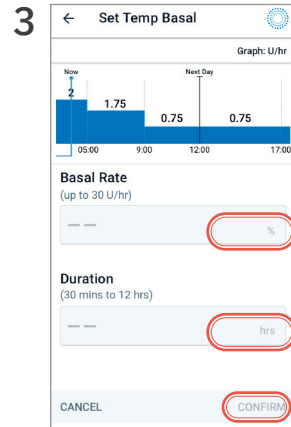 3
← Set Temp Basal
Graph: U/hr
Now Next Day
2
1.75
0.75 0.75
05:00 9:00 12:00 17:00
Basal Rate
(up to 30 U/hr)
— — %
Duration
(30 mins to 12 hrs)
— — hrs
CANCEL CONFIRM